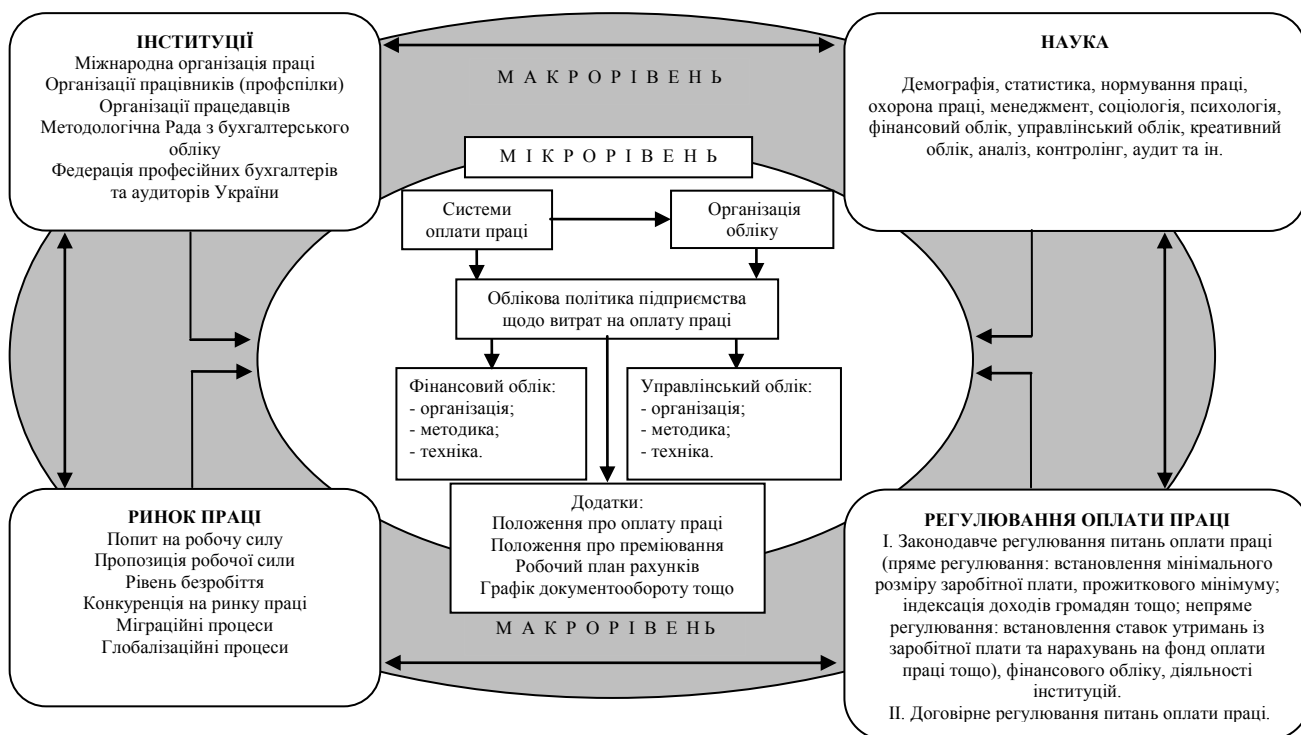 ІНСТИТУЦІЇ
Міжнародна організація праці
Організації працівників (профспілки)
Організації працедавців
Методологічна Рада з бухгалтерського
обліку
Федерація професійних бухгалтерів
та аудиторів України
МАКРОРІВЕНЬ
НАУКА
Демографія, статистика, нормування праці,
охорона праці, менеджмент, соціологія, психологія,
фінансовий облік, управлінський облік, креативний
облік, аналіз, контролінг, аудит та ін.
МІКРОРІВЕНЬ
Системи
оплати праці
Організація
обліку
Облікова політика підприємства
щодо витрат на оплату праці
Фінансовий облік:
- організація;
- методика;
- техніка.
Управлінський облік:
- організація;
- методика;
- техніка.
Додатки:
Положення про оплату праці
Положення про преміювання
Робочий план рахунків
Графік документообороту тощо
МАКРОРІВЕНЬ
РИНОК ПРАЦІ
Попит на робочу силу
Пропозиція робочої сили
Рівень безробіття
Конкуренція на ринку праці
Міграційні процеси
Глобалізаційні процеси
РЕГУЛЮВАННЯ ОПЛАТИ ПРАЦІ
І. Законодавче регулювання питань оплати праці
(пряме регулювання: встановлення мінімального
розміру заробітної плати, прожиткового мінімуму;
індексація доходів громадян тощо; непряме
регулювання: встановлення ставок утримань із
заробітної плати та нарахувань на фонд оплати
праці тощо), фінансового обліку, діяльності
інституцій.
ІІ. Договірне регулювання питань оплати праці.